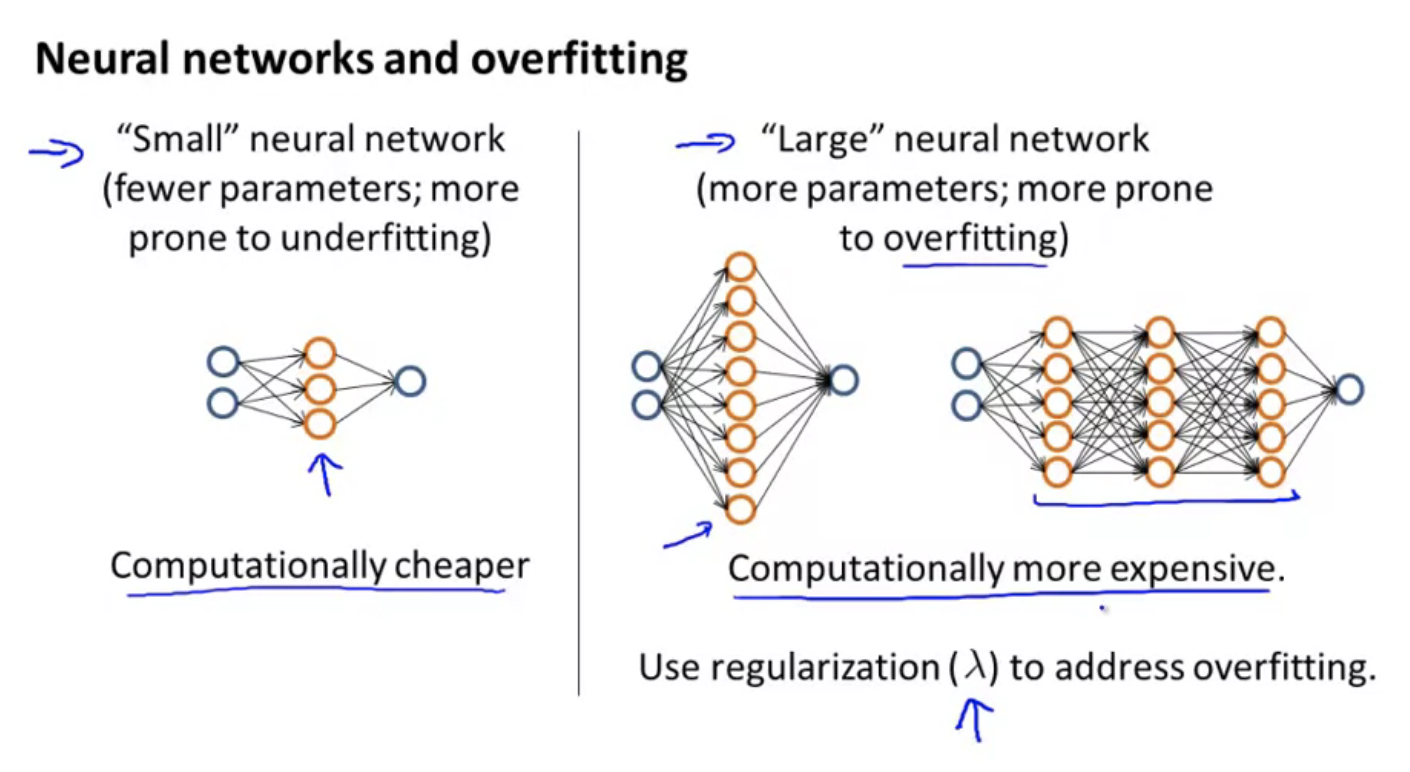 Neural networks and overfitting
“Small” neural network
(fewer parameters; more
prone to underfitting)
Computationally cheaper
“Large” neural network
(more parameters; more prone
to overfitting)
Computationally more expensive.
Use regularization (λ) to address overfitting.